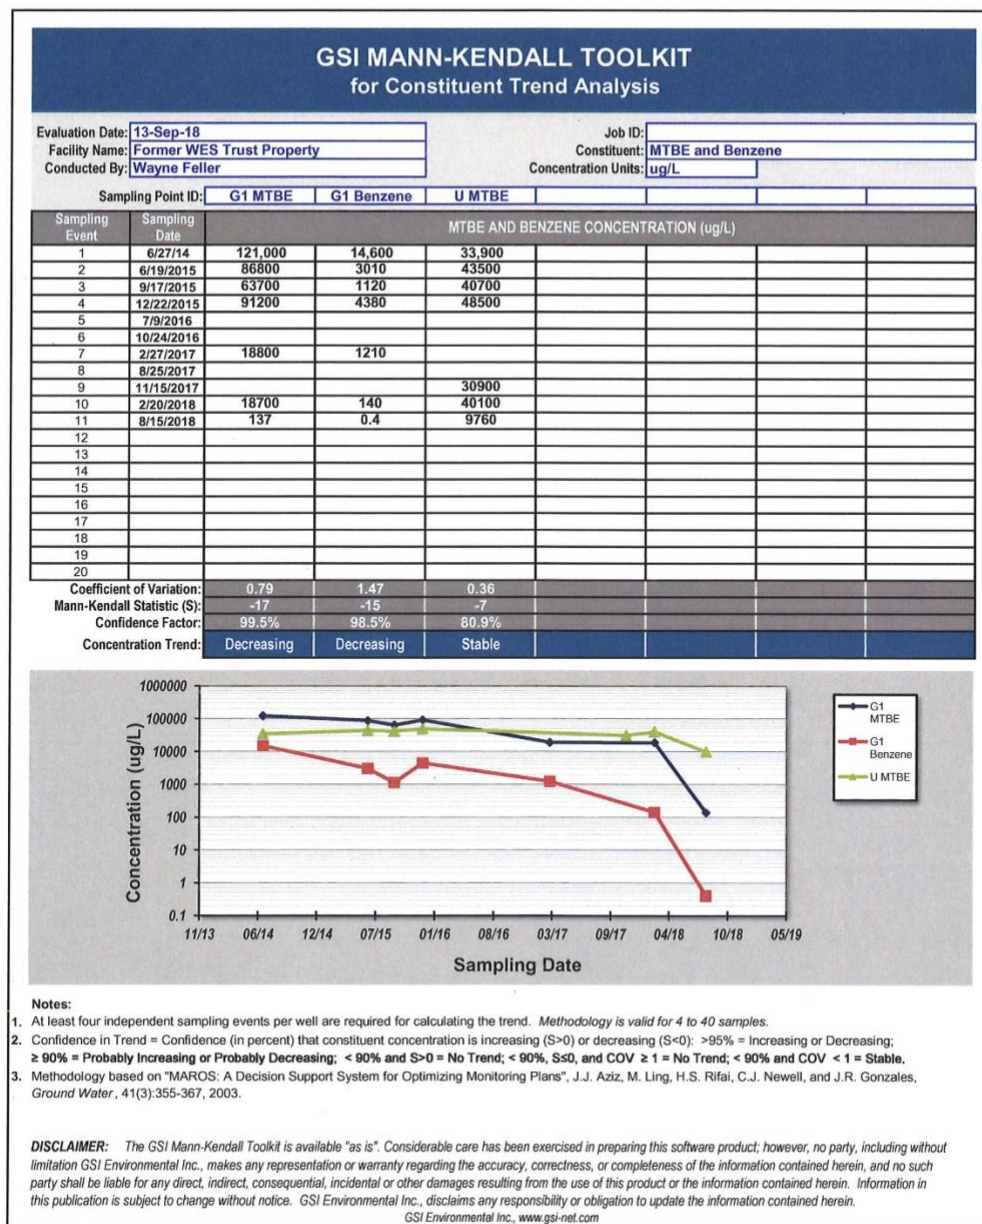 GSI MANN-KENDALL TOOLKIT
for Constituent Trend Analysis
Evaluation Date: 13-Sep-18 Job ID:
Facility Name: Former WES Trust Property Constituent: MTBE and Benzene
Conducted By: Wayne Feller Concentration Units: ug/L
Sampling Point ID: G1 MTBE G1 Benzene U MTBE
Sampling Event Sampling Date MTBE AND BENZENE CONCENTRATION (ug/L)
1 6/27/14 121,000 14,600 33,900
2 6/19/2015 86800 3010 43500
3 9/17/2015 63700 1120 40700
4 12/22/2015 91200 4380 48500
5 7/9/2016
6 10/24/2016
7 2/27/2017 18800 1210
8 8/25/2017
9 11/15/2017 30900
10 2/20/2018 18700 140 40100
11 8/15/2018 137 0.4 9760
12
13
14
15
16
17
18
19
20
Coefficient of Variation: 0.79 1.47 0.36
Mann-Kendall Statistic (S): -17 -15 -7
Confidence Factor: 99.5% 98.5% 80.9%
Concentration Trend: Decreasing Decreasing Stable
Concentration (ug/L)
1000000
100000
10000
1000
100
10
1
0.1
11/13 06/14 12/14 07/15 01/16 08/16 03/17 09/17 04/18 10/18 05/19
Sampling Date
G1 MTBE
G1 Benzene
U MTBE
Notes:
1. At least four independent sampling events per well are required for calculating the trend. Methodology is valid for 4 to 40 samples.
2. Confidence in Trend = Confidence (in percent) that constituent concentration is increasing (S>0) or decreasing (S<0): >95% = Increasing or Decreasing;
≥ 90% = Probably Increasing or Probably Decreasing; < 90% and S>0 = No Trend; < 90%, S≤0, and COV ≥ 1 = No Trend; < 90% and COV < 1 = Stable.
3. Methodology based on "MAROS: A Decision Support System for Optimizing Monitoring Plans", J.J. Aziz, M. Ling, H.S. Rifai, C.J. Newell, and J.R. Gonzales,
Ground Water, 41(3):355-367, 2003.
DISCLAIMER: The GSI Mann-Kendall Toolkit is available "as is". Considerable care has been exercised in preparing this software product; however, no party, including without
limitation GSI Environmental Inc., makes any representation or warranty regarding the accuracy, correctness, or completeness of the information contained herein, and no such
party shall be liable for any direct, indirect, consequential, incidental or other damages resulting from the use of this product or the information contained herein. Information in
this publication is subject to change without notice. GSI Environmental Inc., disclaims any responsibility or obligation to update the information contained herein.
GSI Environmental Inc., www.gsi-net.com